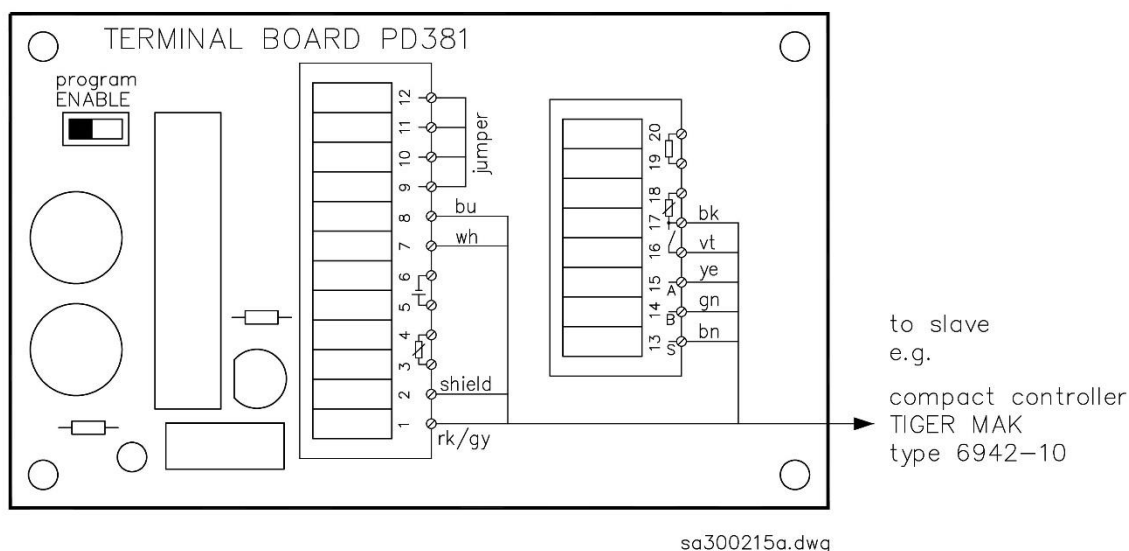 TERMINAL BOARD PD381
program
ENABLE
12
11
10
9
8
7
6
5
4
3
2
1
jumper
bu
wh
shield
rk/gy
20
19
18
17
16
15
A
14
B
13
S
bk
vt
ye
gn
bn
to slave
e.g.
compact controller
TIGER MAK
type 6942-10
sa300215a.dwg